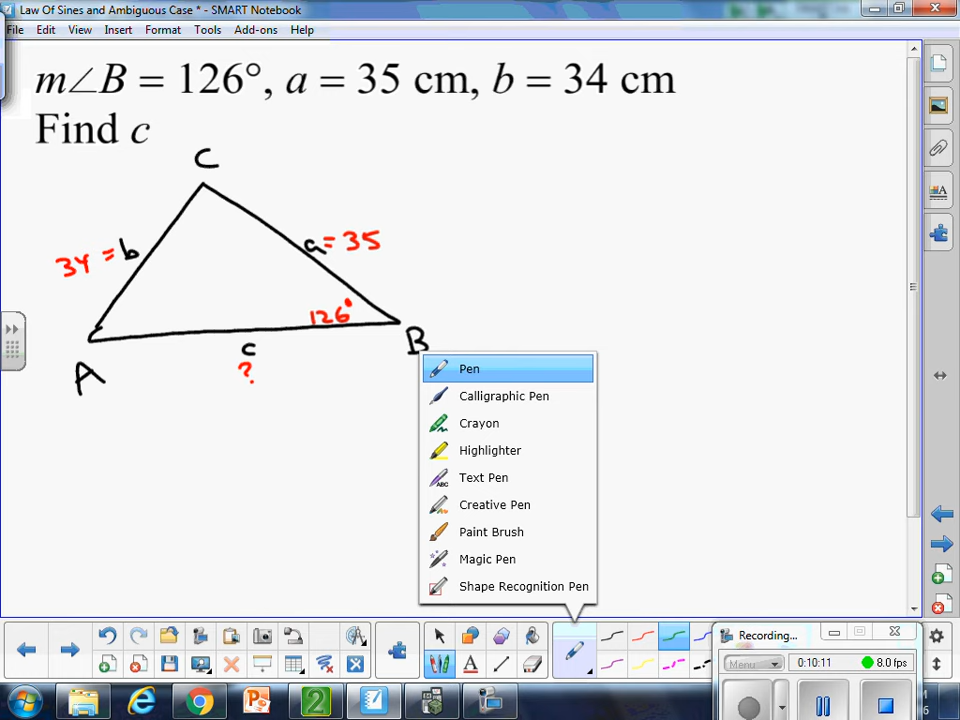 Law Of Sines and Ambiguous Case * - SMART Notebook
File Edit View Insert Format Tools Add-ons Help
m∠B = 126°, a = 35 cm, b = 34 cm
Find c
C
34 = b
a = 35
126°
A
c
B
?
Pen
Calligraphic Pen
Crayon
Highlighter
Text Pen
Creative Pen
Paint Brush
Magic Pen
Shape Recognition Pen
Recording...
Menu
0:10:11
8.0 fps